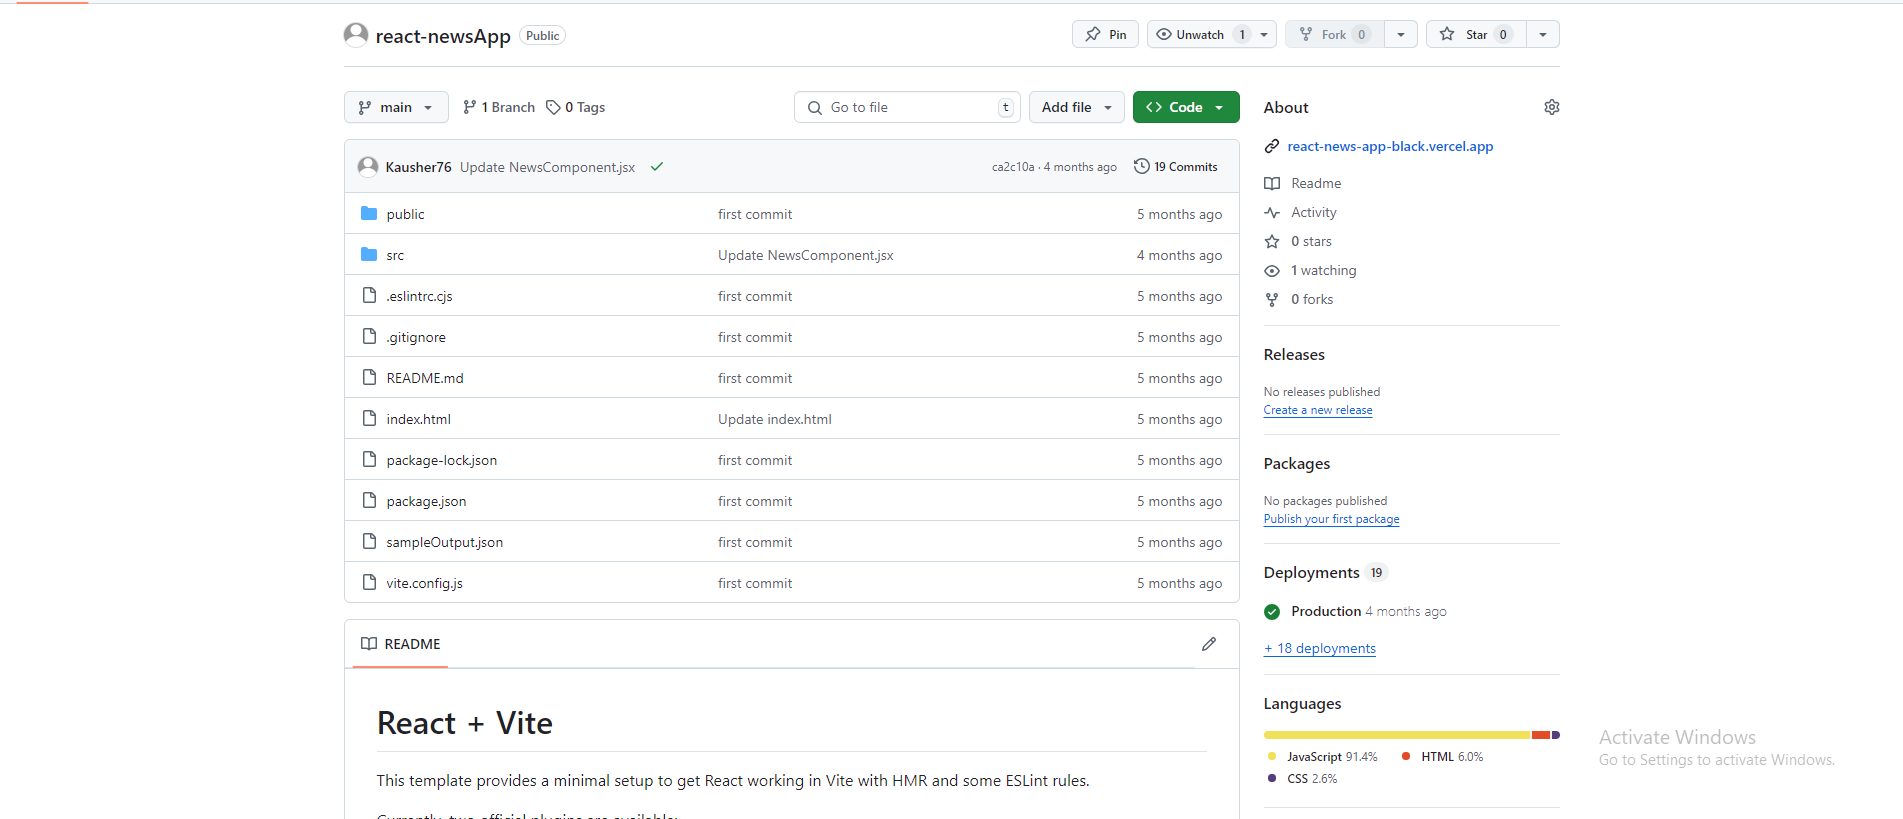 react-newsApp Public Pin Unwatch 1 Fork 0 Star 0
main 1 Branch 0 Tags Go to file t Add file Code
Kausher76 Update NewsComponent.jsx ca2c10a · 4 months ago 19 Commits
public first commit 5 months ago
src Update NewsComponent.jsx 4 months ago
.eslintrc.cjs first commit 5 months ago
.gitignore first commit 5 months ago
README.md first commit 5 months ago
index.html Update index.html 5 months ago
package-lock.json first commit 5 months ago
package.json first commit 5 months ago
sampleOutput.json first commit 5 months ago
vite.config.js first commit 5 months ago
README
React + Vite
This template provides a minimal setup to get React working in Vite with HMR and some ESLint rules.
Currently, two official plugins are available:
About
react-news-app-black.vercel.app
Readme
Activity
0 stars
1 watching
0 forks
Releases
No releases published
Create a new release
Packages
No packages published
Publish your first package
Deployments 19
Production 4 months ago
+ 18 deployments
Languages
JavaScript 91.4% HTML 6.0%
CSS 2.6%
Activate Windows
Go to Settings to activate Windows.